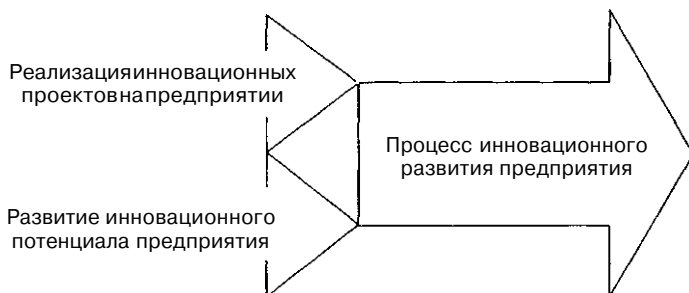 Реализацияинновационных
проектовнапредприятии
Процесс инновационного
развития предприятия
Развитие инновационного
потенциала предприятия